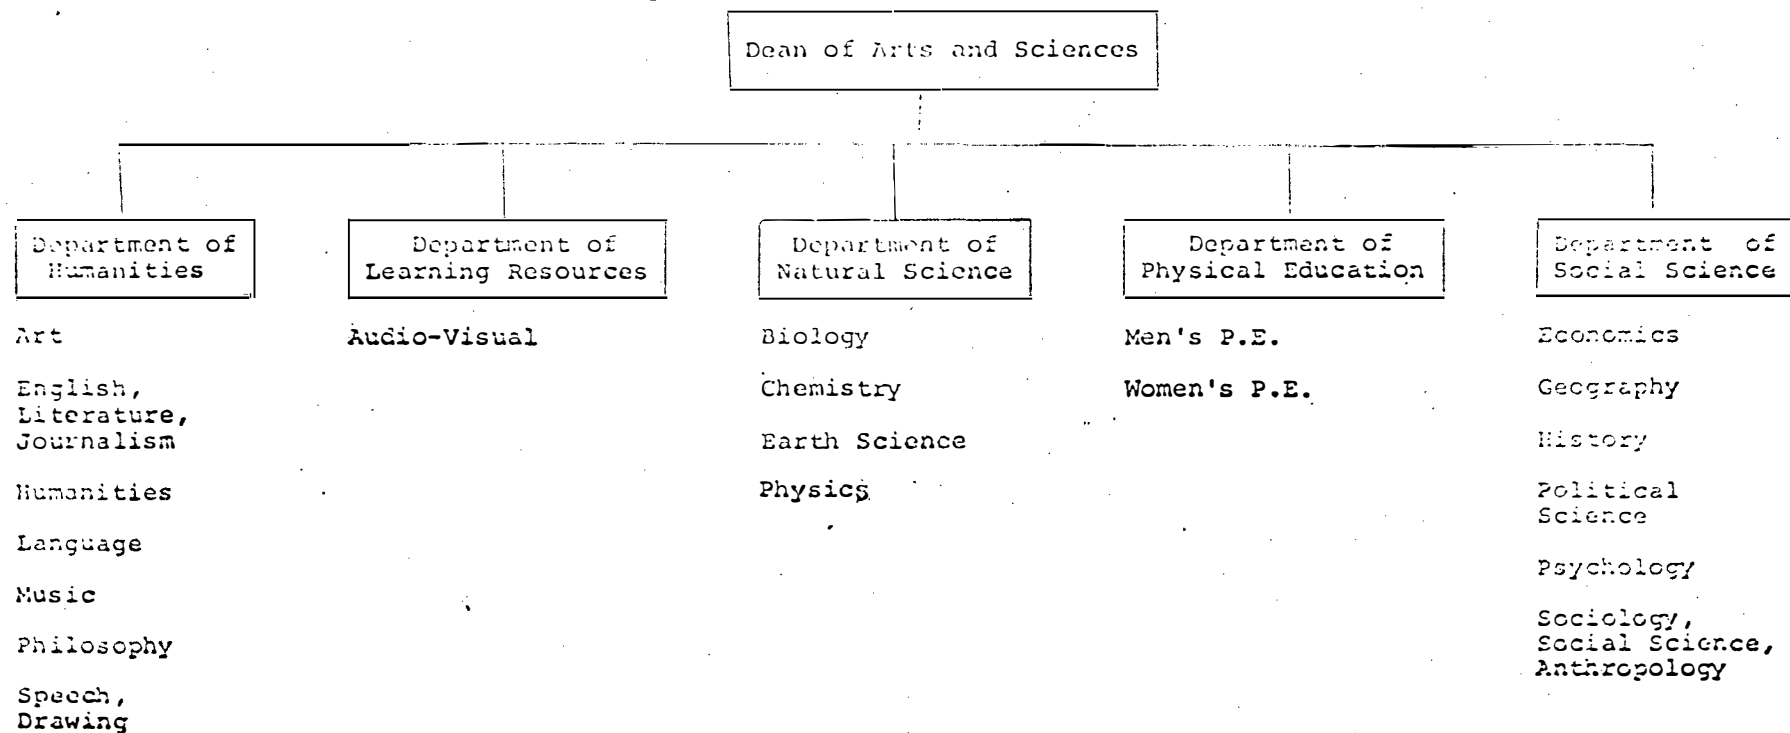 Dean of Arts and Sciences
Department of
Humanities
Art
English,
Literature,
Journalism
Humanities
Language
Music
Philosophy
Speech,
Drawing
Department of
Learning Resources
Audio-Visual
Department of
Natural Science
Biology
Chemistry
Earth Science
Physics
Department of
Physical Education
Men's P.E.
Women's P.E.
Department of
Social Science
Economics
Geography
History
Political
Science
Psychology
Sociology,
Social Science,
Anthropology